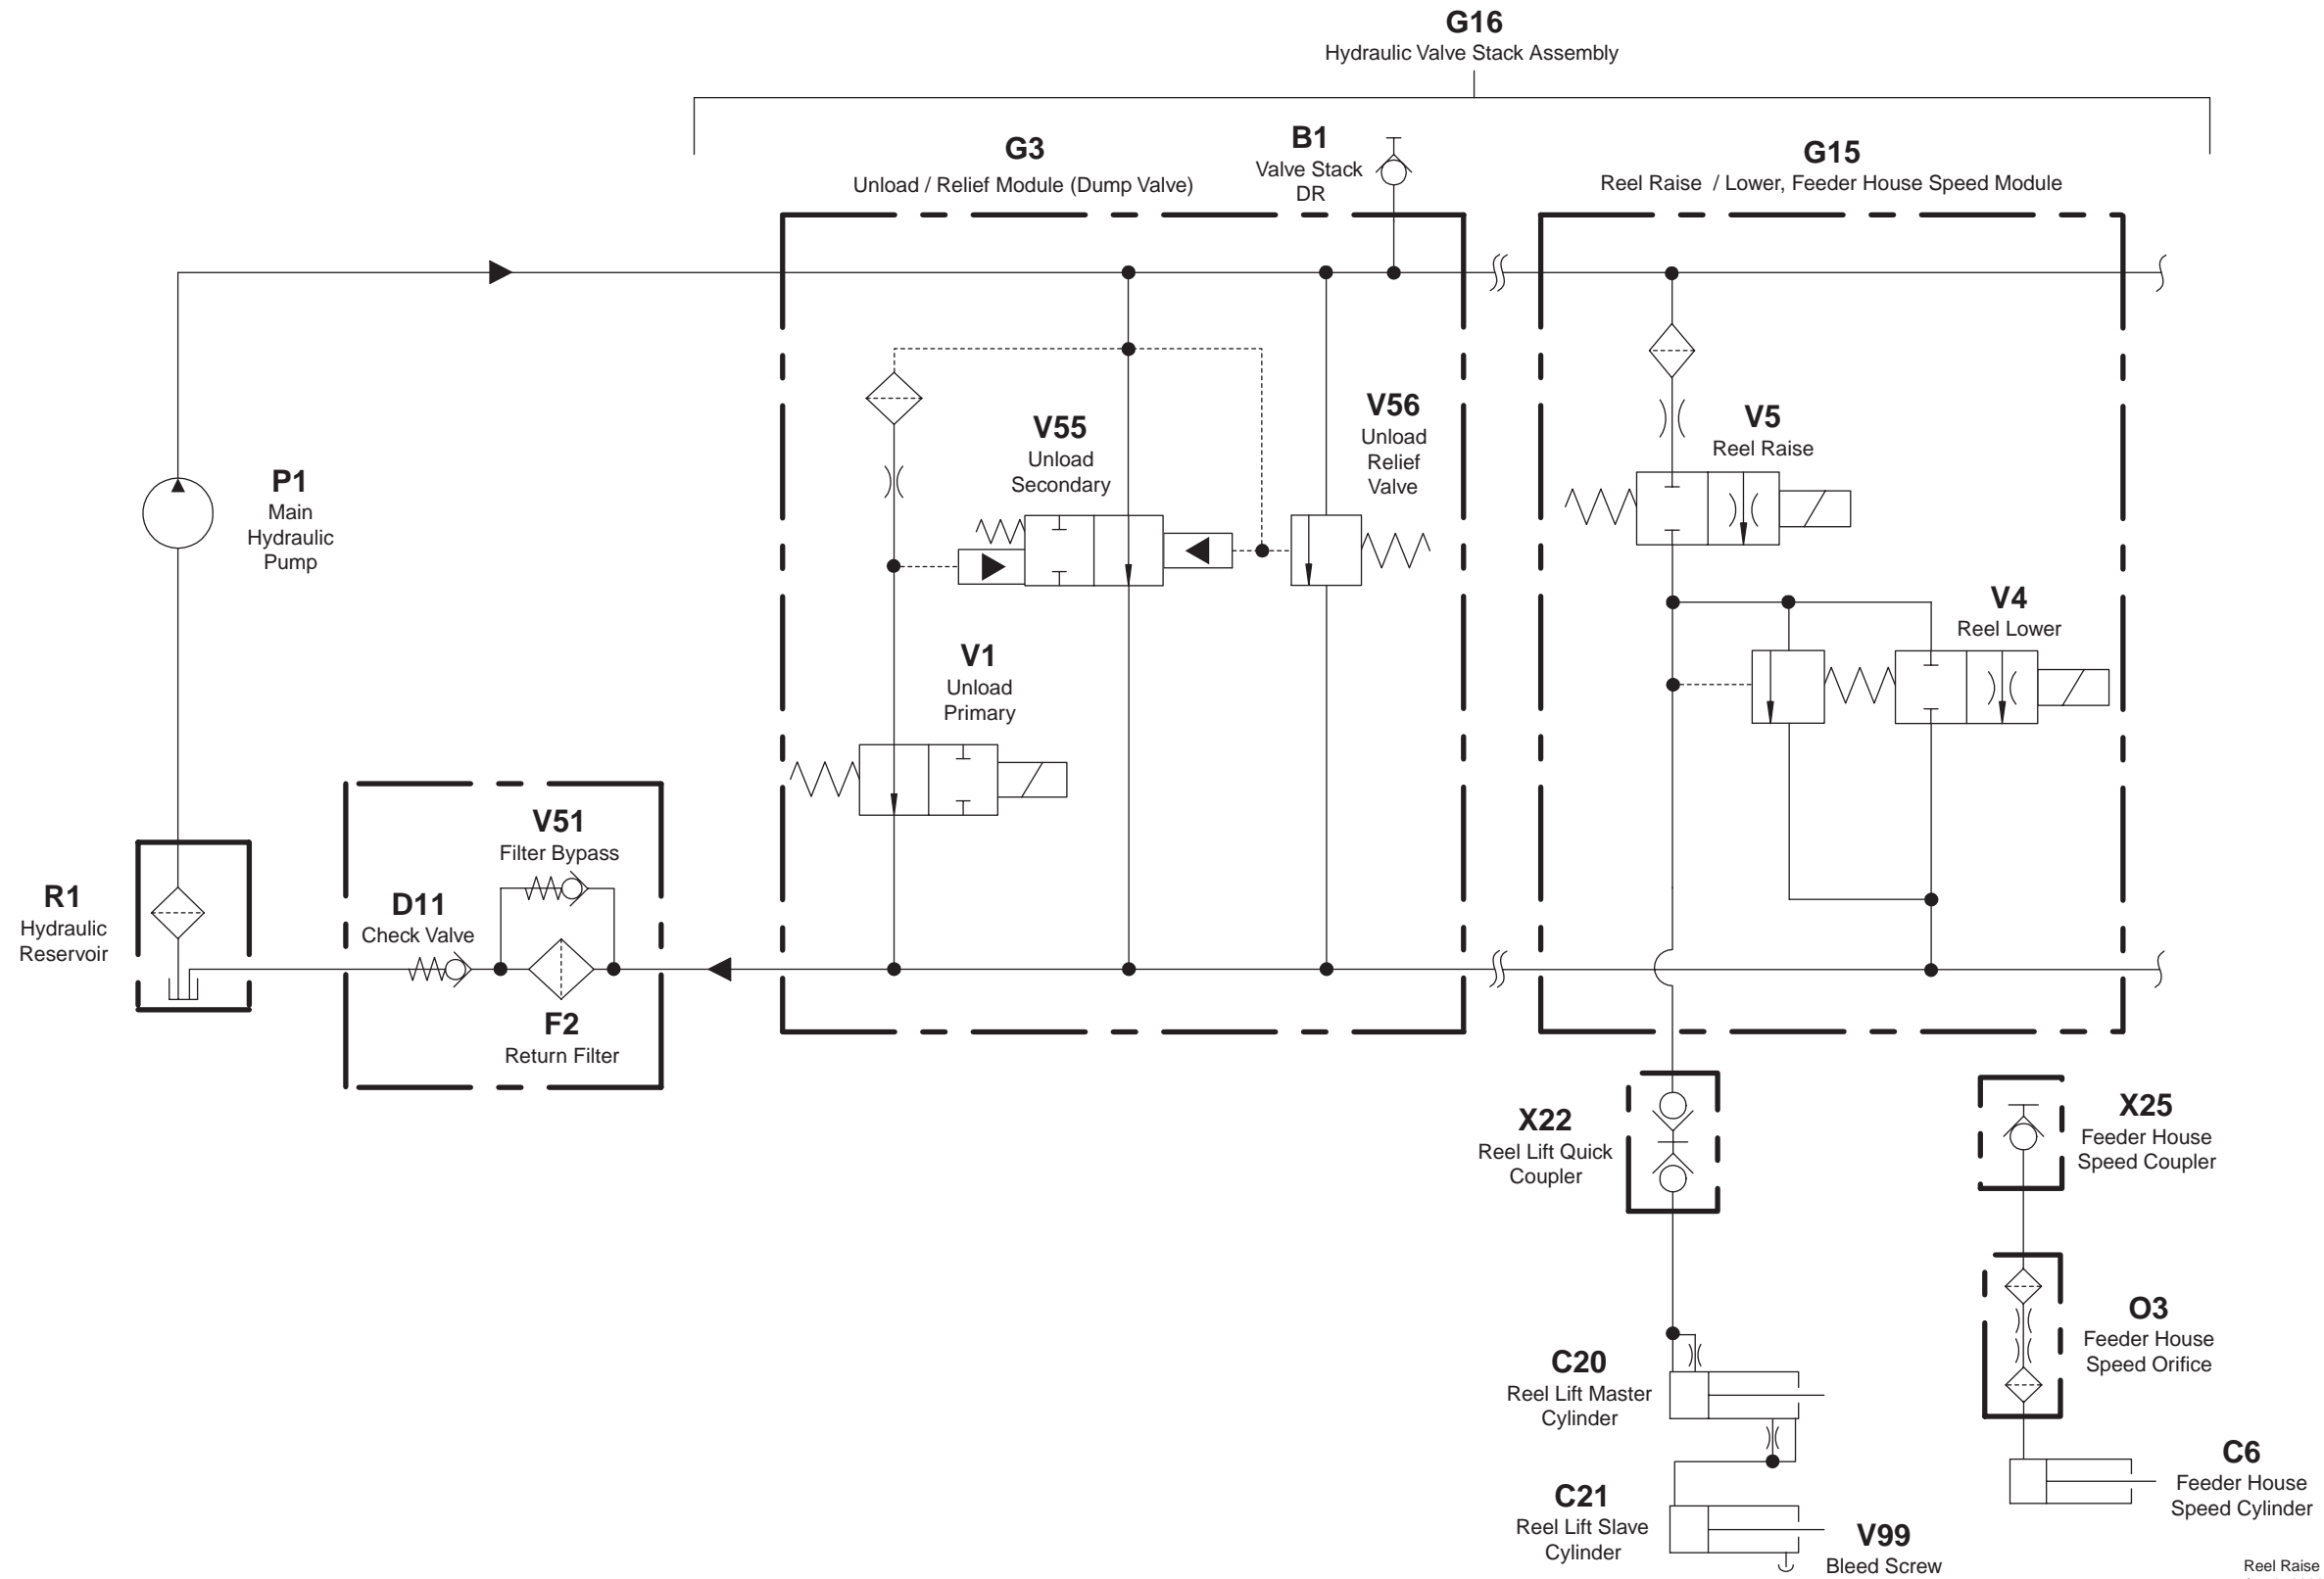 G16
Hydraulic Valve Stack Assembly
G3
Unload / Relief Module (Dump Valve)
B1
Valve Stack
DR
G15
Reel Raise / Lower, Feeder House Speed Module
P1
Main
Hydraulic
Pump
V55
Unload
Secondary
V56
Unload
Relief
Valve
V5
Reel Raise
V4
Reel Lower
V1
Unload
Primary
R1
Hydraulic
Reservoir
V51
Filter Bypass
D11
Check Valve
F2
Return Filter
X22
Reel Lift Quick
Coupler
X25
Feeder House
Speed Coupler
O3
Feeder House
Speed Orifice
C20
Reel Lift Master
Cylinder
C6
Feeder House
Speed Cylinder
C21
Reel Lift Slave
Cylinder
V99
Bleed Screw
Reel Raise